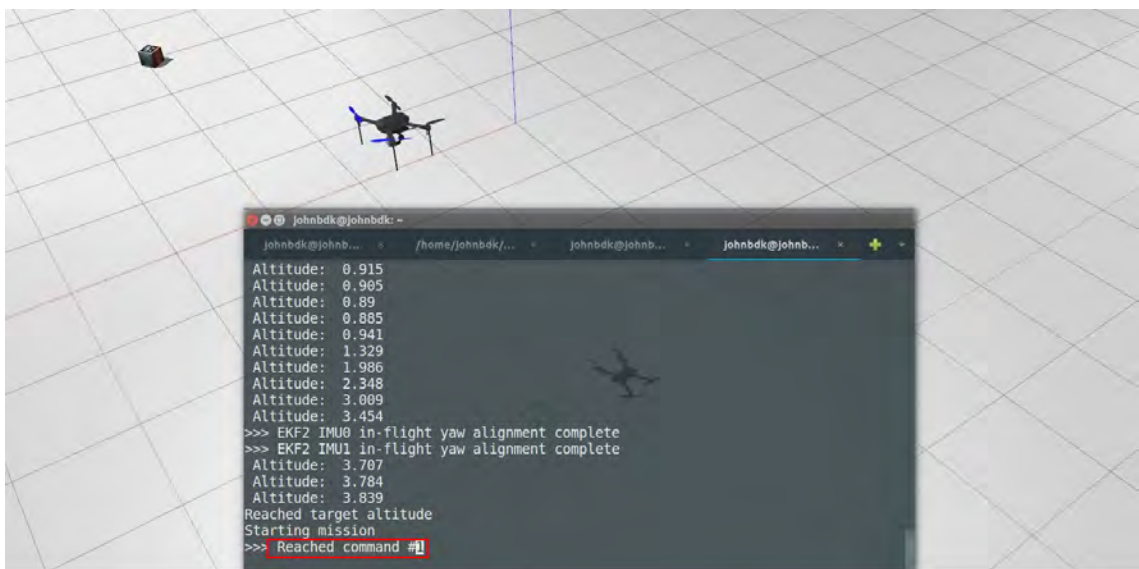 johnbdk@johnbdk: ~
johnbdk@johnb... /home/johnbdk/... johnbdk@johnb... johnbdk@johnb...
Altitude: 0.915
Altitude: 0.905
Altitude: 0.89
Altitude: 0.885
Altitude: 0.941
Altitude: 1.329
Altitude: 1.986
Altitude: 2.348
Altitude: 3.009
Altitude: 3.454
>>> EKF2 IMU0 in-flight yaw alignment complete
>>> EKF2 IMU1 in-flight yaw alignment complete
Altitude: 3.707
Altitude: 3.784
Altitude: 3.839
Reached target altitude
Starting mission
>>> Reached command #1